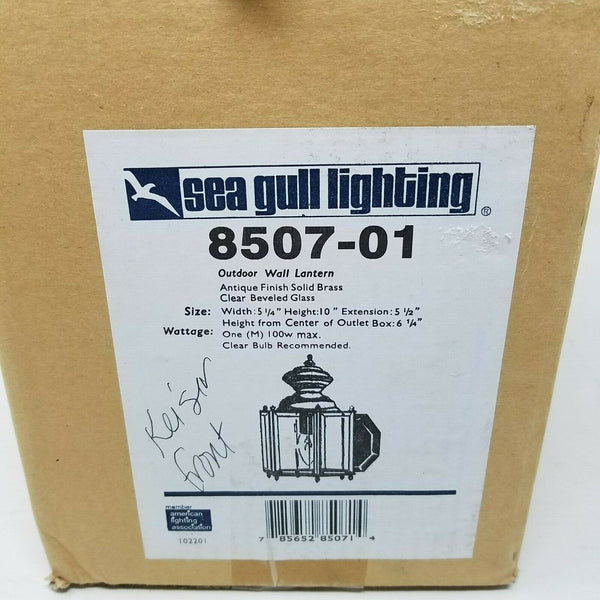 sea gull lighting ®
8507-01
Outdoor Wall Lantern
Antique Finish Solid Brass
Clear Beveled Glass
Size: Width: 5 1/4" Height: 10" Extension: 5 1/2"
Height from Center of Outlet Box: 6 1/4"
Wattage: One (M) 100w max.
Clear Bulb Recommended.
front
member
american
lighting
association
102201
7 85652 85071 4